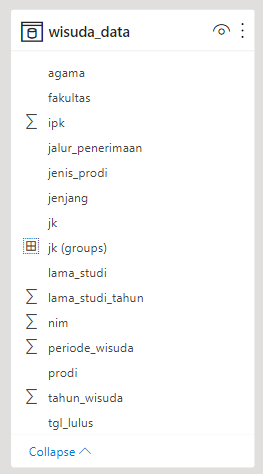 wisuda_data
agama
fakultas
ipk
jalur_penerimaan
jenis_prodi
jenjang
jk
jk (groups)
lama_studi
lama_studi_tahun
nim
periode_wisuda
prodi
tahun_wisuda
tgl_lulus
Collapse